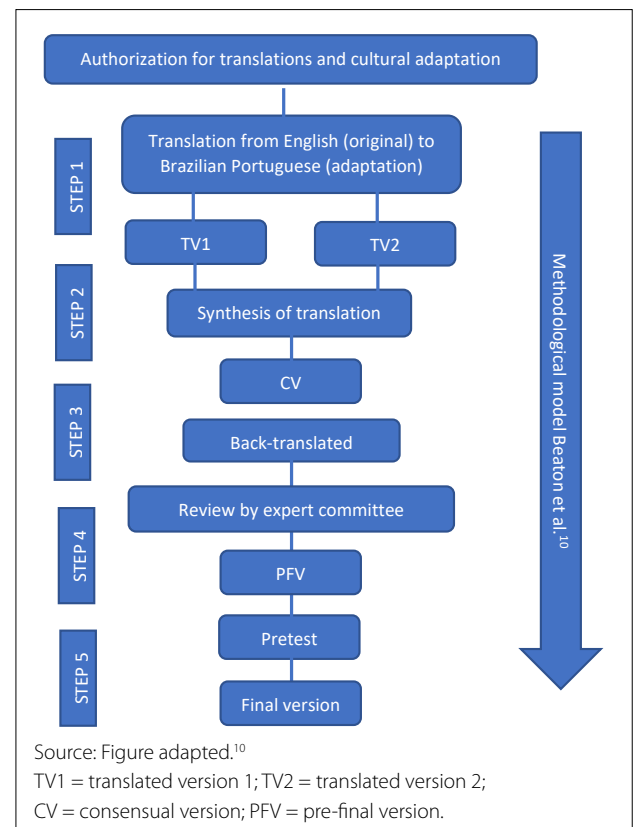 Authorization for translations and cultural adaptation
STEP 1
Translation from English (original) to
Brazilian Portuguese (adaptation)
TV1
TV2
STEP 2
Synthesis of translation
CV
STEP 3
Back-translated
Review by expert committee
STEP 4
PFV
Pretest
STEP 5
Final version
Methodological model Beaton et al.¹⁰
Source: Figure adapted.¹⁰
TV1 = translated version 1; TV2 = translated version 2;
CV = consensual version; PFV = pre-final version.